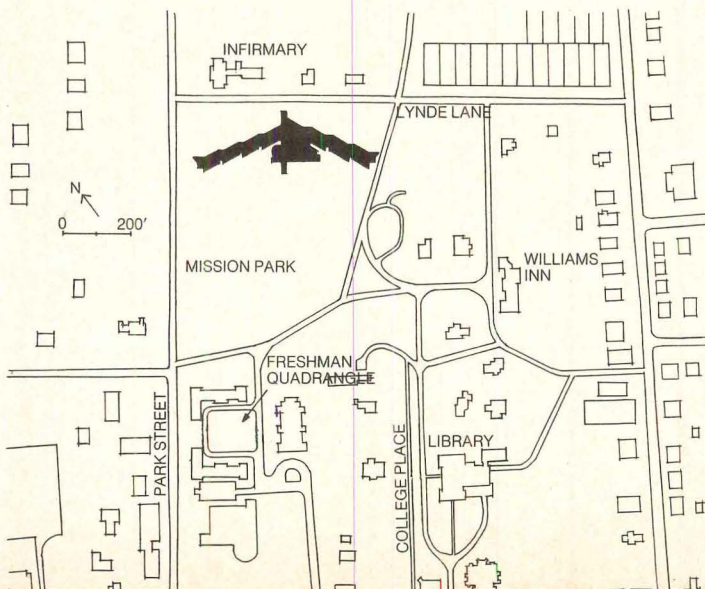 INFIRMARY
LYNDE LANE
N
0 200'
MISSION PARK
WILLIAMS
INN
FRESHMAN
QUADRANGLE
PARK STREET
COLLEGE PLACE
LIBRARY